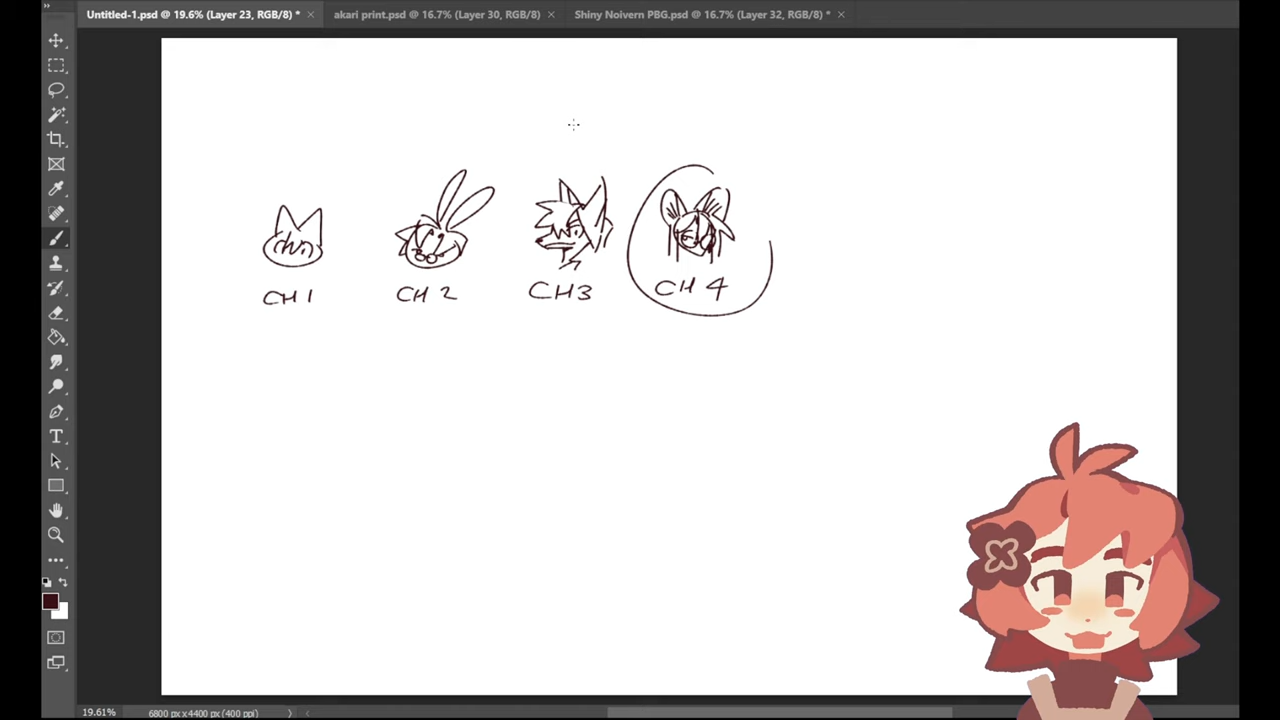 Untitled-1.psd @ 19.6% (Layer 23, RGB/8) *
akari print.psd @ 16.7% (Layer 30, RGB/8)
Shiny Noivern PBG.psd @ 16.7% (Layer 32, RGB/8) *
CH 1
CH 2
CH3
CH 4
19.61%
6800 px x 4400 px (400 ppi)